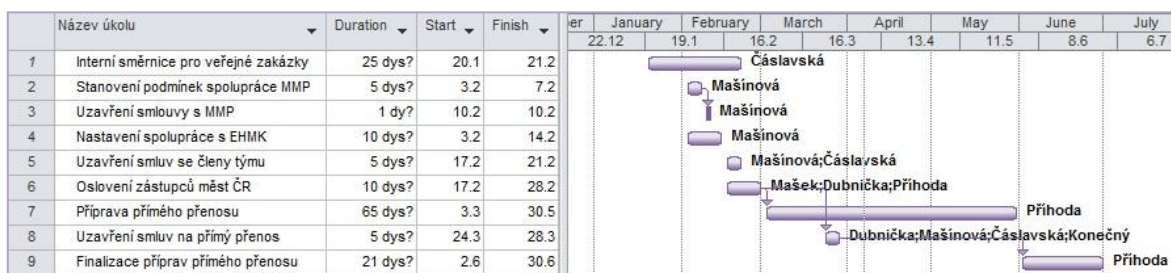 Název úkolu Duration Start Finish er January February March April May June July
22.12 19.1 16.2 16.3 13.4 11.5 8.6 6.7
1 Interní směrnice pro veřejné zakázky 25 dys? 20.1 21.2 Čáslavská
2 Stanovení podmínek spolupráce MMP 5 dys? 3.2 7.2 Mašínová
3 Uzavření smlouvy s MMP 1 dy? 10.2 10.2 Mašínová
4 Nastavení spolupráce s EHMK 10 dys? 3.2 14.2 Mašínová
5 Uzavření smluv se členy týmu 5 dys? 17.2 21.2 Mašínová;Čáslavská
6 Oslovení zástupců měst ČR 10 dys? 17.2 28.2 Mašek;Dubnička;Příhoda
7 Příprava přímého přenosu 65 dys? 3.3 30.5 Příhoda
8 Uzavření smluv na přímý přenos 5 dys? 24.3 28.3 Dubnička;Mašínová;Čáslavská;Konečný
9 Finalizace příprav přímého přenosu 21 dys? 2.6 30.6 Příhoda